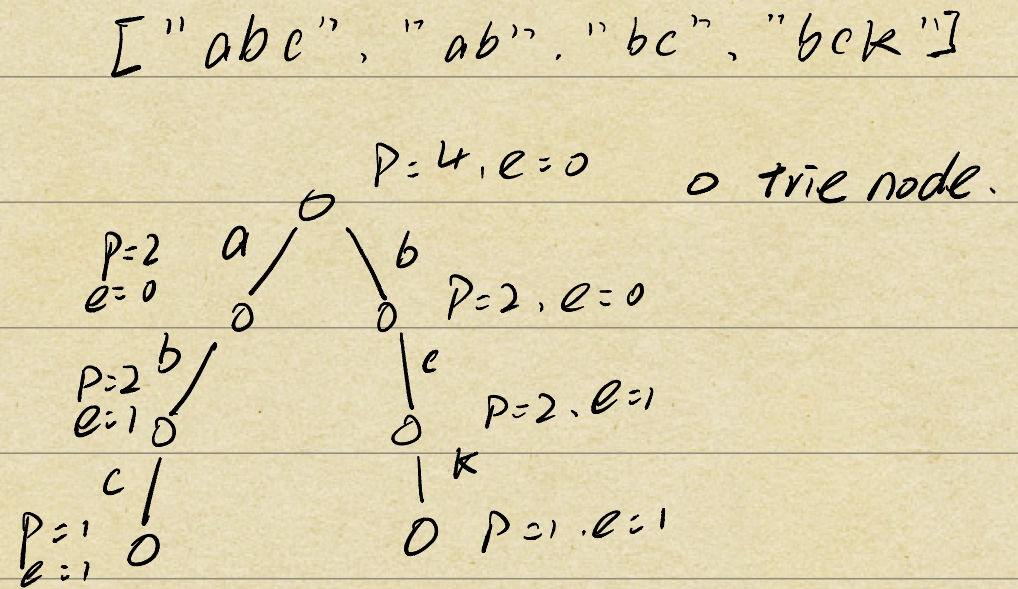 ["abc", "ab", "bc", "bck"]
P=4, e=0
o trie node.
a
b
P=2
e=0
P=2, e=0
b
c
P=2
e=1
P=2, e=1
c
k
P=1
e=1
P=1, e=1